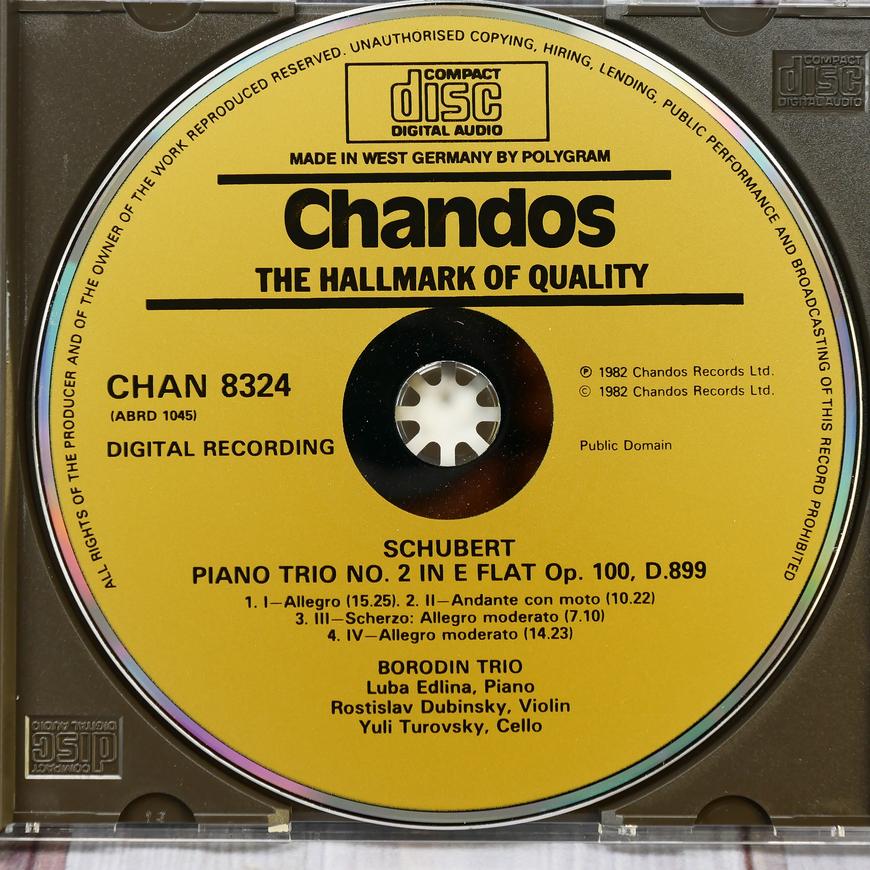 ALL RIGHTS OF THE PRODUCER AND OF THE OWNER OF THE WORK REPRODUCED RESERVED. UNAUTHORISED COPYING, HIRING, LENDING, PUBLIC PERFORMANCE AND BROADCASTING OF THIS RECORD PROHIBITED
COMPACT
disc
DIGITAL AUDIO
COMPACT
disc
DIGITAL AUDIO
MADE IN WEST GERMANY BY POLYGRAM
Chandos
THE HALLMARK OF QUALITY
CHAN 8324
(ABRD 1045)
DIGITAL RECORDING
℗ 1982 Chandos Records Ltd.
© 1982 Chandos Records Ltd.
Public Domain
SCHUBERT
PIANO TRIO NO. 2 IN E FLAT Op. 100, D.899
1. I—Allegro (15.25). 2. II—Andante con moto (10.22)
3. III—Scherzo: Allegro moderato (7.10)
4. IV—Allegro moderato (14.23)
BORODIN TRIO
Luba Edlina, Piano
Rostislav Dubinsky, Violin
Yuli Turovsky, Cello
COMPACT
disc
DIGITAL AUDIO